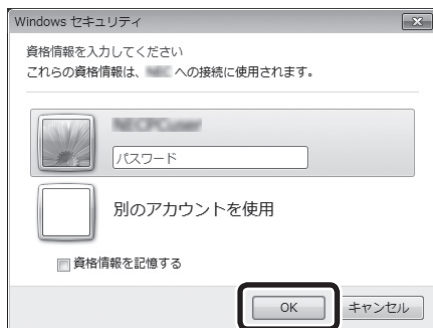 Windows セキュリティ
資格情報を入力してください
これらの資格情報は、 への接続に使用されます。
パスワード
別のアカウントを使用
資格情報を記憶する
OK
キャンセル